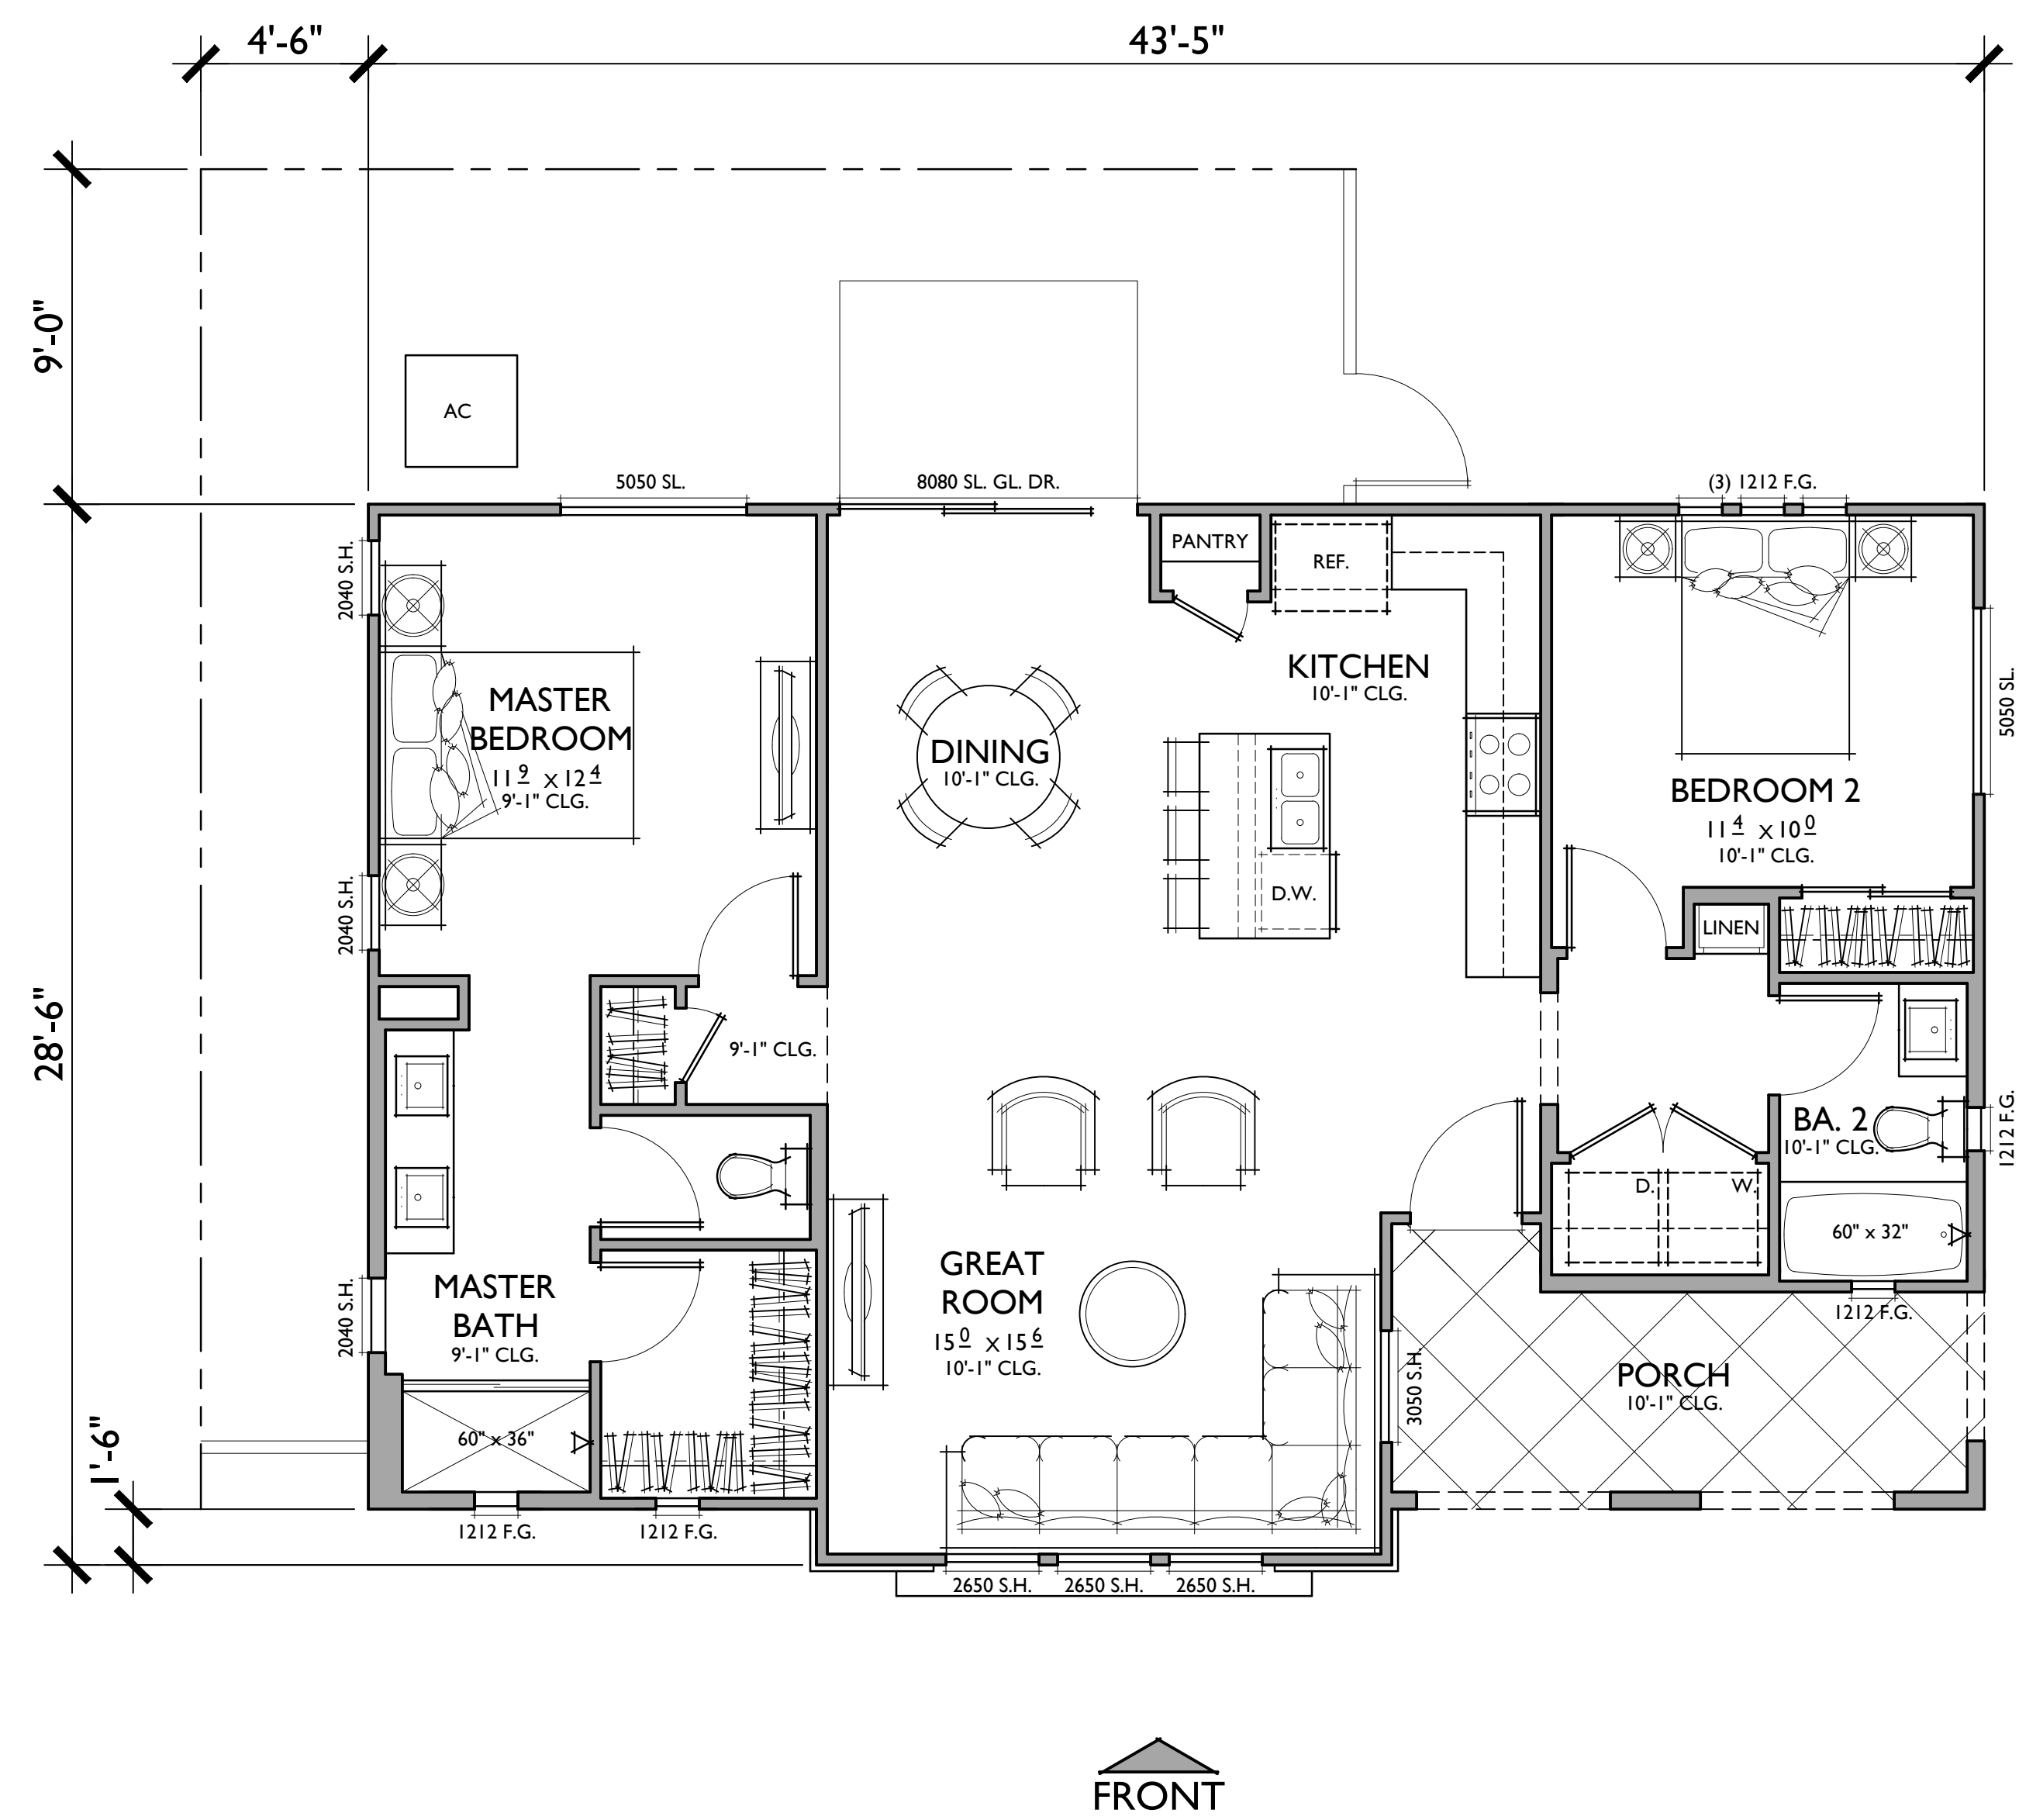 4'-6"
43'-5"
9'-0"
AC
5050 SL.
8080 SL. GL. DR.
(3) 1212 F.G.
2040 S.H.
PANTRY
REF.
KITCHEN
10'-1" CLG.
MASTER
BEDROOM
11 9 x 12 4
9'-1" CLG.
DINING
10'-1" CLG.
5050 SL.
BEDROOM 2
11 4 x 10 0
10'-1" CLG.
2040 S.H.
D.W.
LINEN
28'-6"
9'-1" CLG.
BA. 2
10'-1" CLG.
1212 F.G.
D.
W.
60" x 32"
GREAT
ROOM
15 0 x 15 6
10'-1" CLG.
MASTER
BATH
9'-1" CLG.
2040 S.H.
1212 F.G.
3050 S.H.
PORCH
10'-1" CLG.
1'-6"
60" x 36"
1212 F.G.
1212 F.G.
2650 S.H.
2650 S.H.
2650 S.H.
FRONT